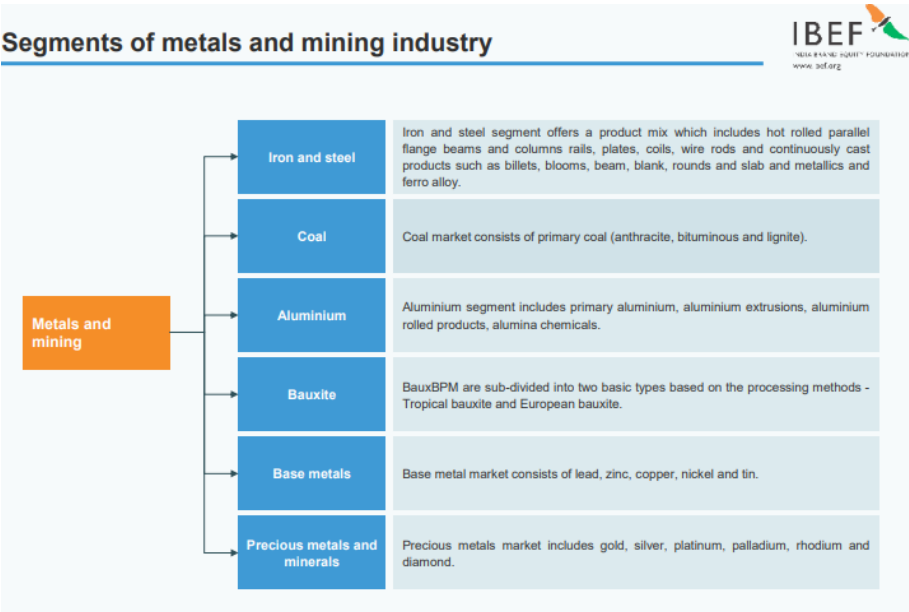 Segments of metals and mining industry
IBEF
INDIA BRAND EQUITY FOUNDATION
www. .org
Metals and
mining
Iron and steel
Iron and steel segment offers a product mix which includes hot rolled parallel
flange beams and columns rails, plates, coils, wire rods and continuously cast
products such as billets, blooms, beam, blank, rounds and slab and metallics and
ferro alloy.
Coal
Coal market consists of primary coal (anthracite, bituminous and lignite).
Aluminium
Aluminium segment includes primary aluminium, aluminium extrusions, aluminium
rolled products, alumina chemicals.
Bauxite
BauxBPM are sub-divided into two basic types based on the processing methods -
Tropical bauxite and European bauxite.
Base metals
Base metal market consists of lead, zinc, copper, nickel and tin.
Precious metals and
minerals
Precious metals market includes gold, silver, platinum, palladium, rhodium and
diamond.